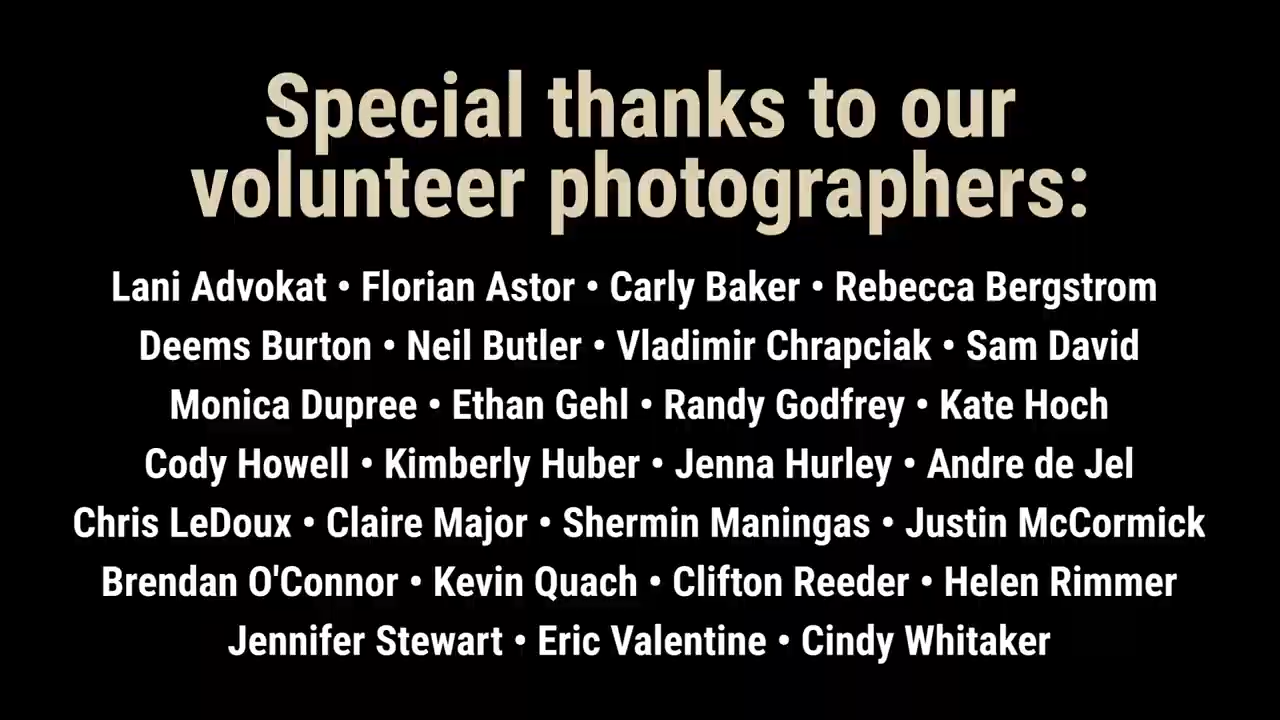 Special thanks to our
volunteer photographers:
Lani Advokat • Florian Astor • Carly Baker • Rebecca Bergstrom
Deems Burton • Neil Butler • Vladimir Chrapciak • Sam David
Monica Dupree • Ethan Gehl • Randy Godfrey • Kate Hoch
Cody Howell • Kimberly Huber • Jenna Hurley • Andre de Jel
Chris LeDoux • Claire Major • Shermin Maningas • Justin McCormick
Brendan O'Connor • Kevin Quach • Clifton Reeder • Helen Rimmer
Jennifer Stewart • Eric Valentine • Cindy Whitaker